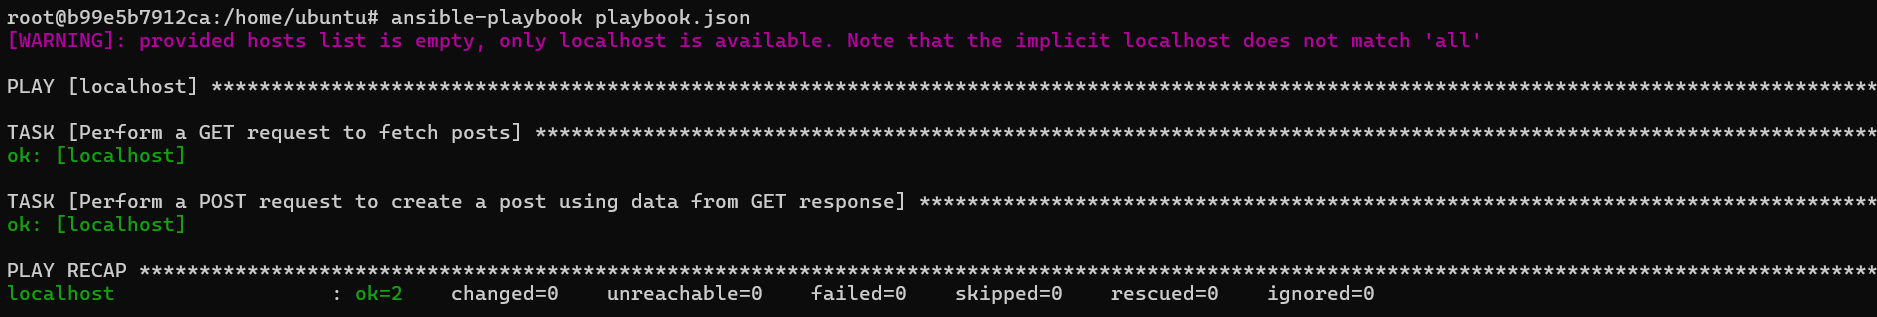 root@b99e5b7912ca:/home/ubuntu# ansible-playbook playbook.json
[WARNING]: provided hosts list is empty, only localhost is available. Note that the implicit localhost does not match 'all'
PLAY [localhost] *******************************************************************************************************************************************
TASK [Perform a GET request to fetch posts] ****************************************************************************************************************
ok: [localhost]
TASK [Perform a POST request to create a post using data from GET response] ********************************************************************************
ok: [localhost]
PLAY RECAP *************************************************************************************************************************************************
localhost                  : ok=2    changed=0    unreachable=0    failed=0    skipped=0    rescued=0    ignored=0